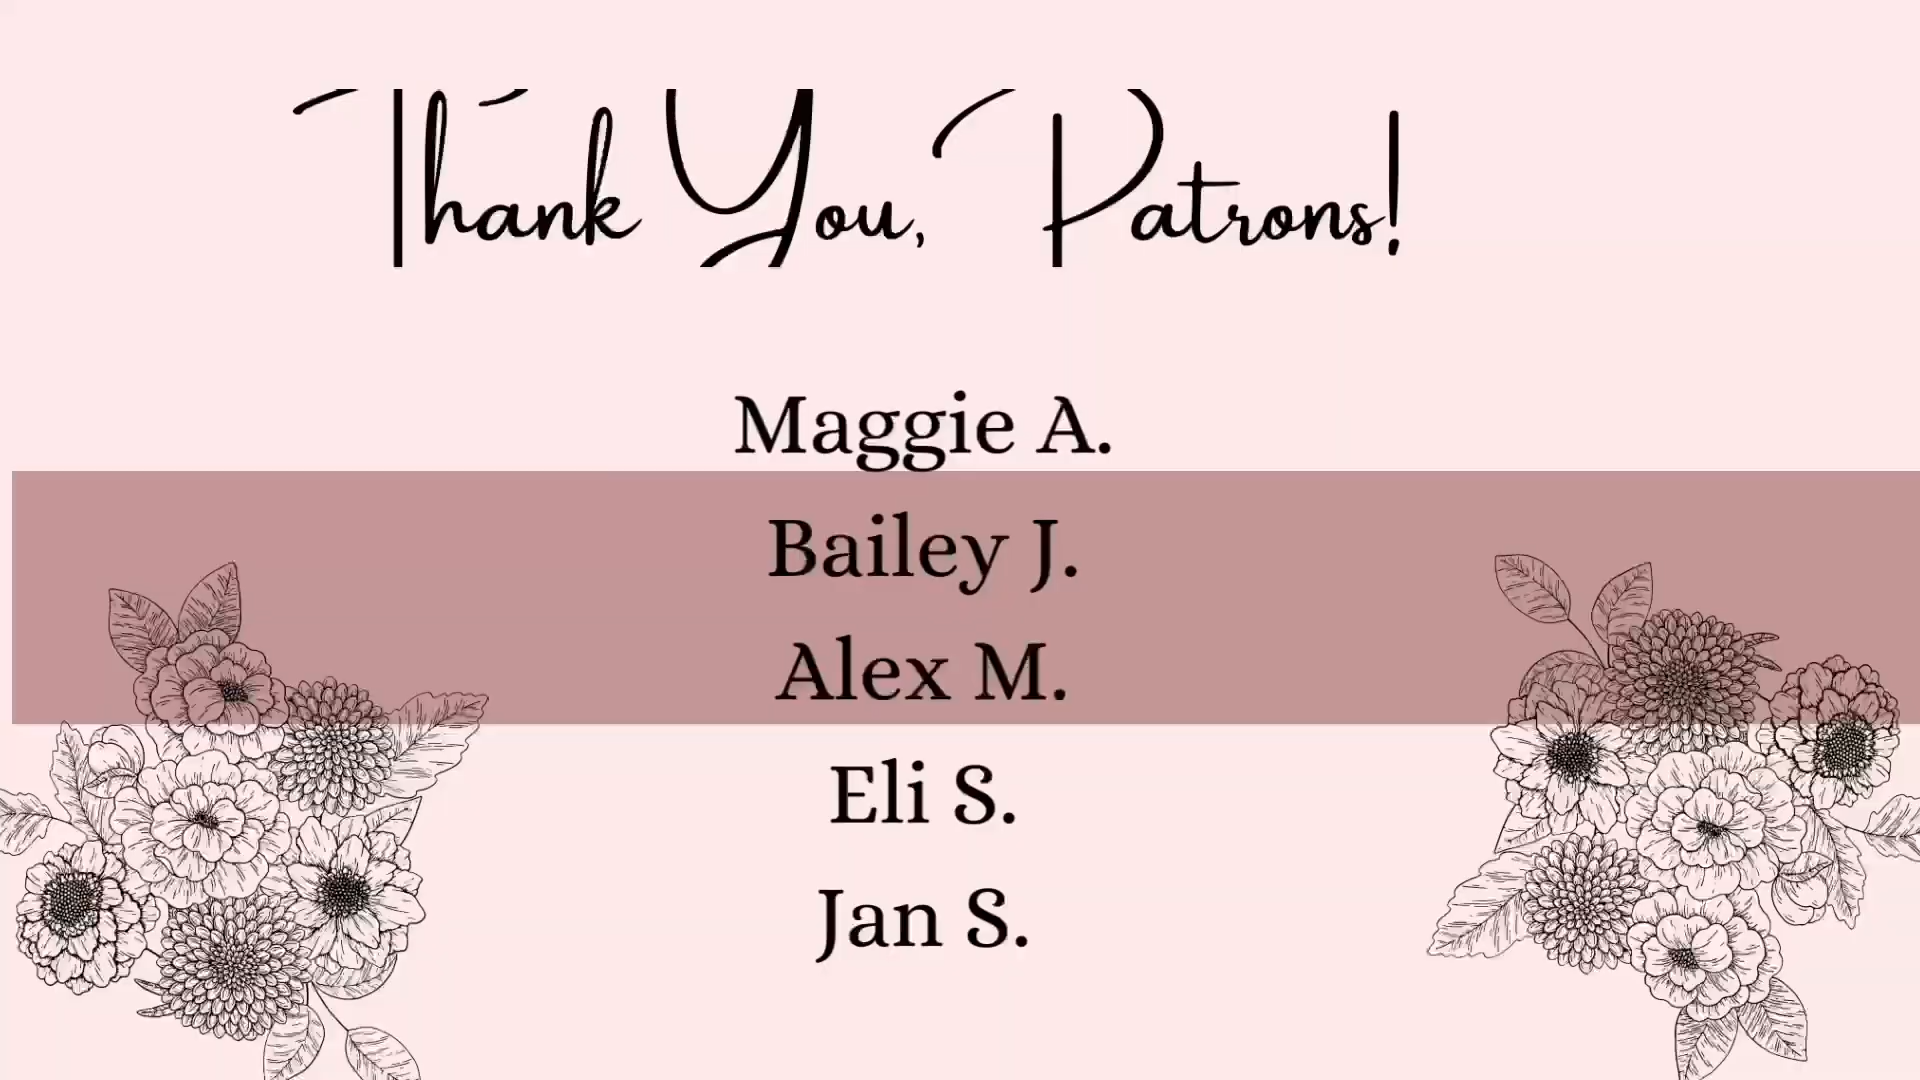 Thank You, Patrons!
Maggie A.
Bailey J.
Alex M.
Eli S.
Jan S.